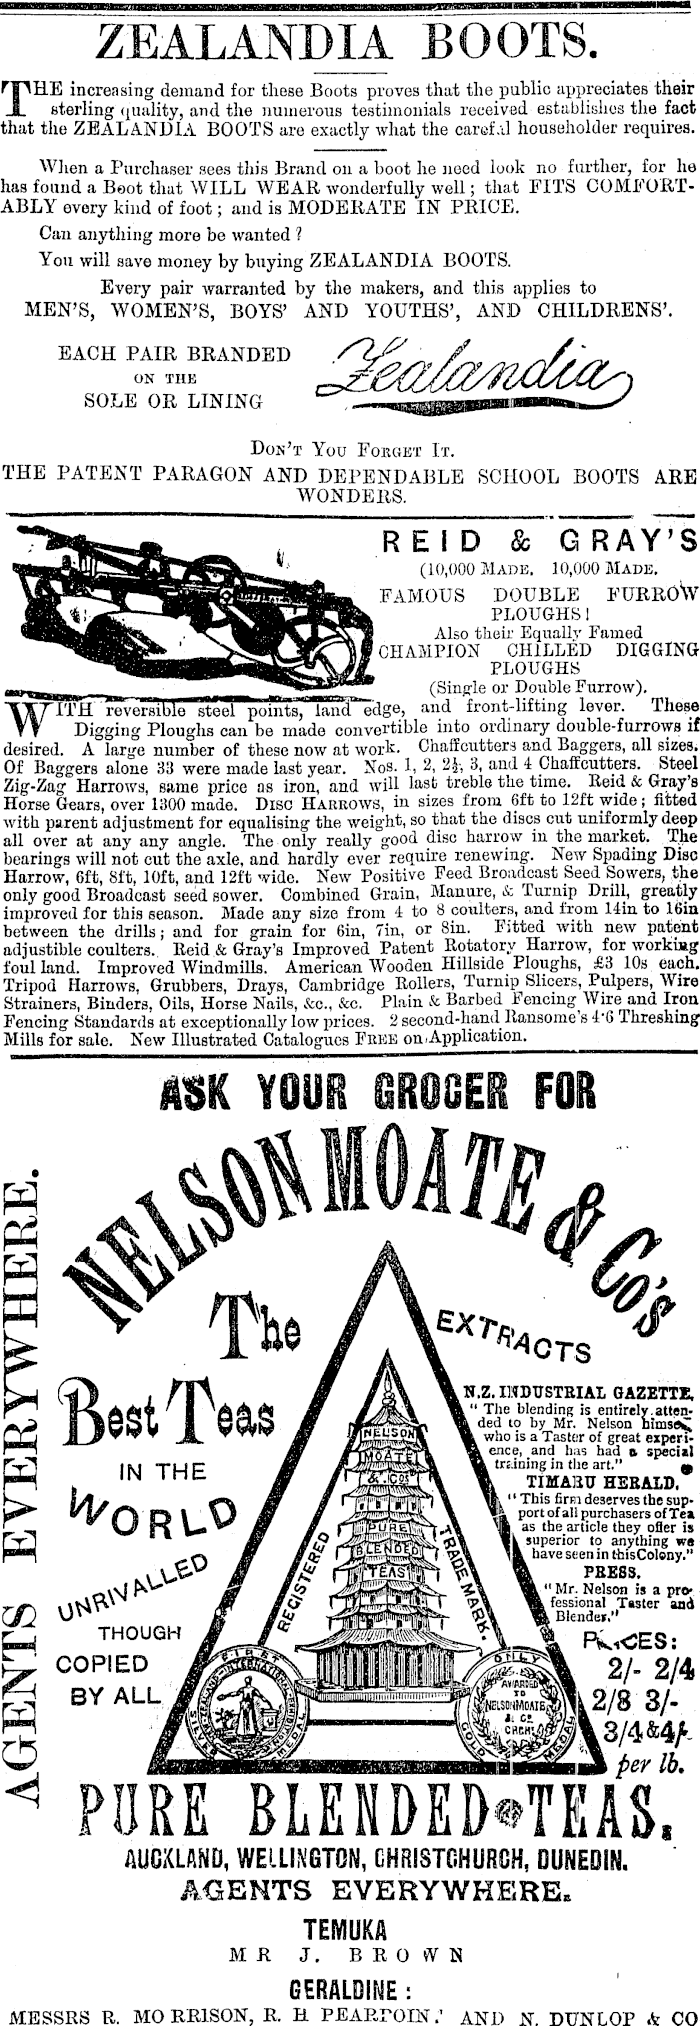 ZEALANDIA BOOTS.
THE increasing demand for these Boots proves that the public appreciates their
sterling quality, and the numerous testimonials received establishes the fact
that the ZEALANDIA BOOTS are exactly what the careful householder requires.
When a Purchaser sees this Brand on a boot he need look no further, for he
has found a Boot that WILL WEAR wonderfully well; that FITS COMFORT-
ABLY every kind of foot; and is MODERATE IN PRICE.
Can anything more be wanted?
You will save money by buying ZEALANDIA BOOTS.
Every pair warranted by the makers, and this applies to
MEN'S, WOMEN'S, BOYS' AND YOUTHS', AND CHILDRENS'.
EACH PAIR BRANDED
ON THE
SOLE OR LINING
Zealandia
DON'T YOU FORGET IT.
THE PATENT PARAGON AND DEPENDABLE SCHOOL BOOTS ARE
WONDERS.
REID & GRAY'S
(10,000 MADE. 10,000 MADE.
FAMOUS DOUBLE FURROW
PLOUGHS!
Also their Equally Famed
CHAMPION CHILLED DIGGING
PLOUGHS
(Single or Double Furrow).
WITH reversible steel points, land edge, and front-lifting lever. These
Digging Ploughs can be made convertible into ordinary double-furrows if
desired. A large number of these now at work. Chaffcutters and Baggers, all sizes.
Of Baggers alone 33 were made last year. Nos. 1, 2, 2½, 3, and 4 Chaffcutters. Steel
Zig-Zag Harrows, same price as iron, and will last treble the time. Reid & Gray's
Horse Gears, over 1300 made. DISC HARROWS, in sizes from 6ft to 12ft wide; fitted
with parent adjustment for equalising the weight, so that the discs cut uniformly deep
all over at any any angle. The only really good disc harrow in the market. The
bearings will not cut the axle, and hardly ever require renewing. New Spading Disc
Harrow, 6ft, 8ft, 10ft, and 12ft wide. New Positive Feed Broadcast Seed Sowers, the
only good Broadcast seed sower. Combined Grain, Manure, & Turnip Drill, greatly
improved for this season. Made any size from 4 to 8 coulters, and from 14in to 16in
between the drills; and for grain for 6in, 7in, or 8in. Fitted with new patent
adjustible coulters. Reid & Gray's Improved Patent Rotatory Harrow, for working
foul land. Improved Windmills. American Wooden Hillside Ploughs, £3 10s each.
Tripod Harrows, Grubbers, Drays, Cambridge Rollers, Turnip Slicers, Pulpers, Wire
Strainers, Binders, Oils, Horse Nails, &c., &c. Plain & Barbed Fencing Wire and Iron
Fencing Standards at exceptionally low prices. 2 second-hand Ransome's 4·6 Threshing
Mills for sale. New Illustrated Catalogues FREE on Application.
ASK YOUR GROCER FOR
NELSON MOATE & Co's
AGENTS EVERYWHERE.
The
Best Teas
IN THE
WORLD
UNRIVALLED
THOUGH
COPIED
BY ALL
EXTRACTS
N.Z. INDUSTRIAL GAZETTE.
"The blending is entirely atten-
ded to by Mr. Nelson himself
who is a Taster of great experi-
ence, and has had a special
training in the art."
TIMARU HERALD.
"This firm deserves the sup-
port of all purchasers of Tea
as the article they offer is
superior to anything we
have seen in this Colony."
PRESS.
"Mr. Nelson is a pro-
fessional Taster and
Blender."
PRICES:
2/- 2/4
2/8 3/-
3/4 & 4/-
per lb.
NELSON
MOATE
& Cos
PURE
BLENDED
TEAS
REGISTERED
TRADE MARK.
FIRST
SILVER
MEDAL
ONLY
GOLD
MEDAL
AWARDED
TO
NELSON MOATE
& Co.
CHCH
PURE BLENDED TEAS.
AUCKLAND, WELLINGTON, CHRISTCHURCH, DUNEDIN.
AGENTS EVERYWHERE.
TEMUKA
MR J. BROWN
GERALDINE:
MESSRS R. MORRISON, R. H. PEARPOINT AND N. DUNLOP & CO